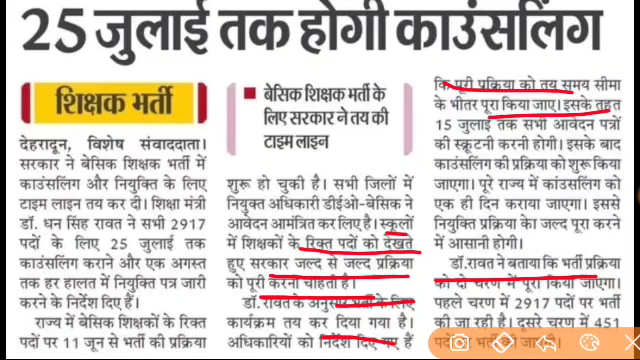 25 जुलाई तक होगी काउंसलिंग
शिक्षक भर्ती
■ बेसिक शिक्षक भर्ती के
लिए सरकार ने तय की
टाइम लाइन
देहरादून, विशेष संवाददाता।
सरकार ने बेसिक शिक्षक भर्ती में
काउंसलिंग और नियुक्ति के लिए
टाइम लाइन तय कर दी। शिक्षा मंत्री
डॉ. धन सिंह रावत ने सभी 2917
पदों के लिए 25 जुलाई तक
काउंसलिंग कराने और एक अगस्त
तक हर हालत में नियुक्ति पत्र जारी
करने के निर्देश दिए हैं।
राज्य में बेसिक शिक्षकों के रिक्त
पदों पर 11 जून से भर्ती की प्रक्रिया
शुरू हो चुकी है। सभी जिलों में
नियुक्त अधिकारी डीईओ-बेसिक ने
आवेदन आमंत्रित कर लिए है। स्कूलों
में शिक्षकों के रिक्त पदों को देखते
हुए सरकार जल्द से जल्द प्रक्रिया
को पूरी करना चाहती है।
डॉ. रावत के अनुसार भर्ती के लिए
कार्यक्रम तय कर दिया गया है।
अधिकारियों को निर्देश दिए गए हैं
कि पूरी प्रक्रिया को तय समय सीमा
के भीतर पूरा किया जाए। इसके तहत
15 जुलाई तक सभी आवेदन पत्रों
की स्क्रूटनी करनी होगी। इसके बाद
काउंसलिंग की प्रक्रिया को शुरू किया
जाएगा। पूरे राज्य में कांउसलिंग को
एक ही दिन कराया जाएगा। इससे
नियुक्ति प्रक्रिया केा जल्द पूरा करने
में आसानी होगी।
डॉ.रावत ने बताया कि भर्ती प्रक्रिया
को दो चरण में पूरा किया जाएगा।
पहले चरण में 2917 पदों पर भर्ती
की जा रही है। दूसरे चरण में 451